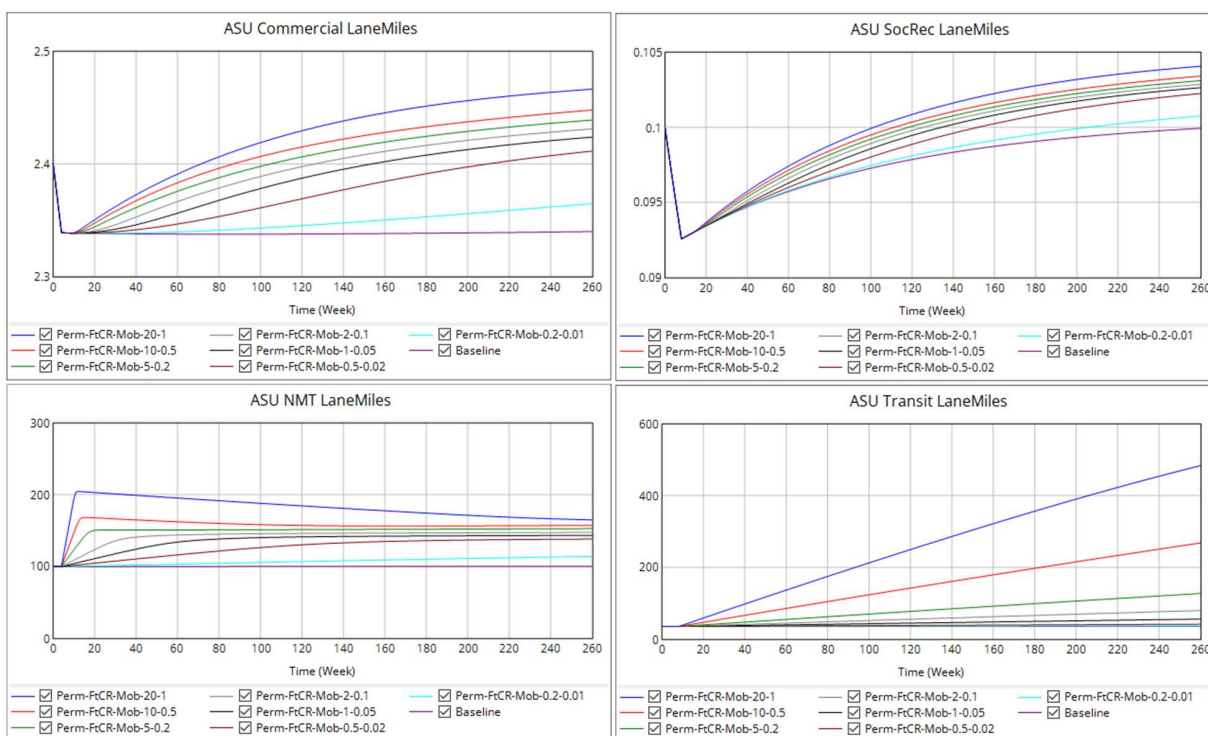 ASU Commercial LaneMiles
2.5
2.4
2.3
0 20 40 60 80 100 120 140 160 180 200 220 240 260
Time (Week)
Perm-FtCR-Mob-20-1 Perm-FtCR-Mob-2-0.1 Perm-FtCR-Mob-0.2-0.01
Perm-FtCR-Mob-10-0.5 Perm-FtCR-Mob-1-0.05 Baseline
Perm-FtCR-Mob-5-0.2 Perm-FtCR-Mob-0.5-0.02
ASU SocRec LaneMiles
0.105
0.1
0.095
0.09
0 20 40 60 80 100 120 140 160 180 200 220 240 260
Time (Week)
Perm-FtCR-Mob-20-1 Perm-FtCR-Mob-2-0.1 Perm-FtCR-Mob-0.2-0.01
Perm-FtCR-Mob-10-0.5 Perm-FtCR-Mob-1-0.05 Baseline
Perm-FtCR-Mob-5-0.2 Perm-FtCR-Mob-0.5-0.02
ASU NMT LaneMiles
300
200
100
0
0 20 40 60 80 100 120 140 160 180 200 220 240 260
Time (Week)
Perm-FtCR-Mob-20-1 Perm-FtCR-Mob-2-0.1 Perm-FtCR-Mob-0.2-0.01
Perm-FtCR-Mob-10-0.5 Perm-FtCR-Mob-1-0.05 Baseline
Perm-FtCR-Mob-5-0.2 Perm-FtCR-Mob-0.5-0.02
ASU Transit LaneMiles
600
400
200
0
0 20 40 60 80 100 120 140 160 180 200 220 240 260
Time (Week)
Perm-FtCR-Mob-20-1 Perm-FtCR-Mob-2-0.1 Perm-FtCR-Mob-0.2-0.01
Perm-FtCR-Mob-10-0.5 Perm-FtCR-Mob-1-0.05 Baseline
Perm-FtCR-Mob-5-0.2 Perm-FtCR-Mob-0.5-0.02